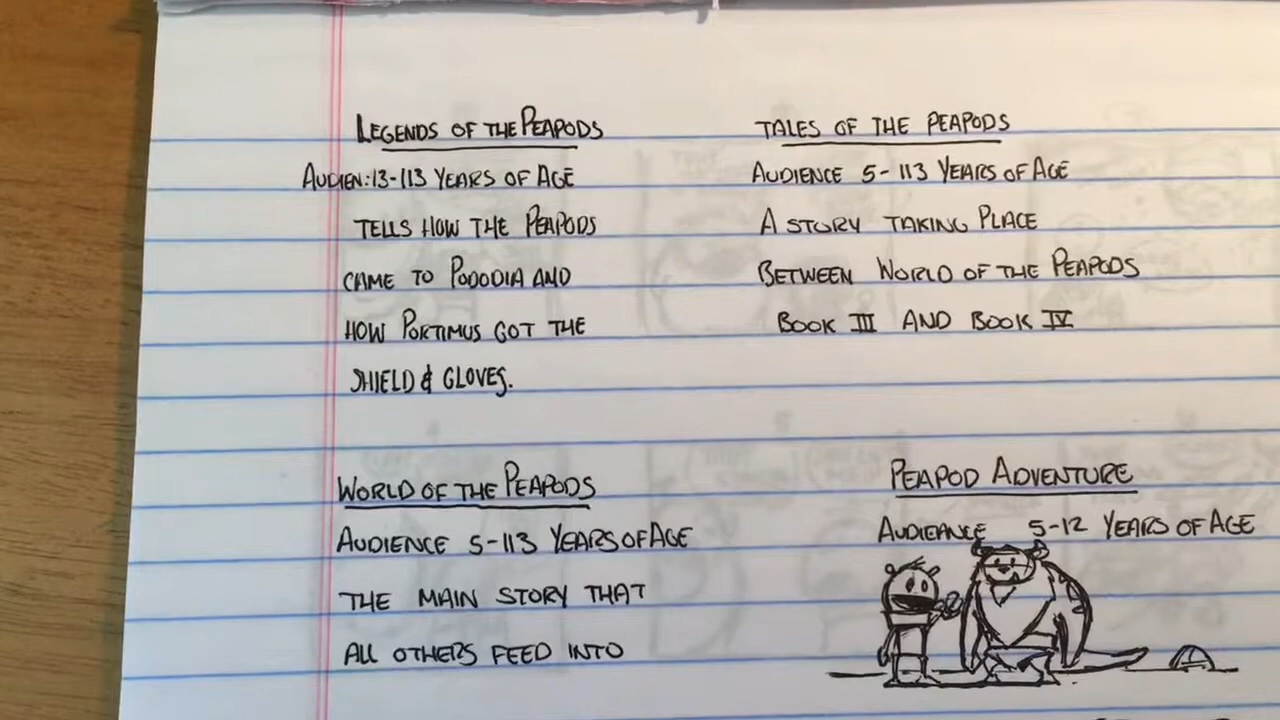 LEGENDS OF THE PEAPODS
AUDIEN: 13-113 YEARS OF AGE
TELLS HOW THE PEAPODS
CAME TO PODODIA AND
HOW PORTIMUS GOT THE
SHIELD & GLOVES.
TALES OF THE PEAPODS
AUDIENCE 5-113 YEARS OF AGE
A STORY TAKING PLACE
BETWEEN WORLD OF THE PEAPODS
BOOK III AND BOOK IV
WORLD OF THE PEAPODS
AUDIENCE 5-113 YEARS OF AGE
THE MAIN STORY THAT
ALL OTHERS FEED INTO
PEAPOD ADVENTURE
AUDIEANCE 5-12 YEARS OF AGE